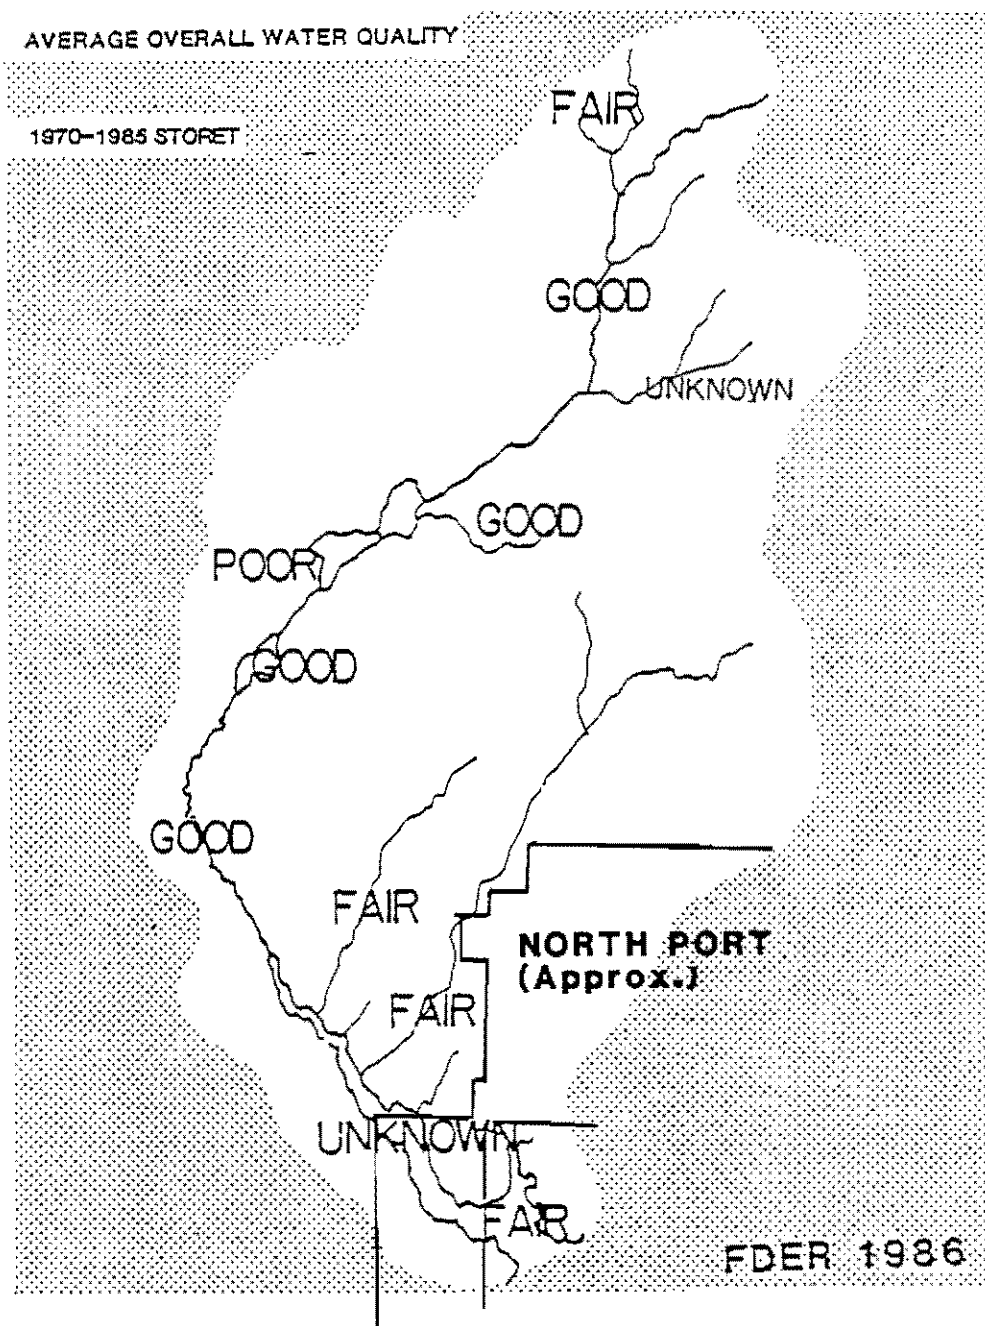 AVERAGE OVERALL WATER QUALITY
1970-1985 STORET
FAIR
GOOD
UNKNOWN
GOOD
POOR
GOOD
GOOD
FAIR
NORTH PORT
(Approx.)
FAIR
UNKNOWN
FAIR
FDER 1986